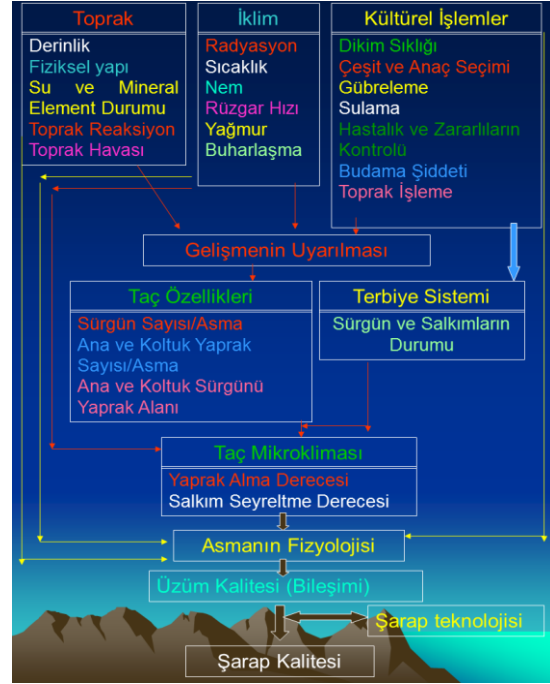 Toprak
Derinlik
Fiziksel yapı
Su ve Mineral
Element Durumu
Toprak Reaksiyon
Toprak Havası
İklim
Radyasyon
Sıcaklık
Nem
Rüzgar Hızı
Yağmur
Buharlaşma
Kültürel İşlemler
Dikim Sıklığı
Çeşit ve Anaç Seçimi
Gübreleme
Sulama
Hastalık ve Zararlıların
Kontrolü
Budama Şiddeti
Toprak İşleme
Gelişmenin Uyarılması
Taç Özellikleri
Sürgün Sayısı/Asma
Ana ve Koltuk Yaprak
Sayısı/Asma
Ana ve Koltuk Sürgünü
Yaprak Alanı
Terbiye Sistemi
Sürgün ve Salkımların
Durumu
Taç Mikrokliması
Yaprak Alma Derecesi
Salkım Seyreltme Derecesi
Asmanın Fizyolojisi
Üzüm Kalitesi (Bileşimi)
Şarap teknolojisi
Şarap Kalitesi